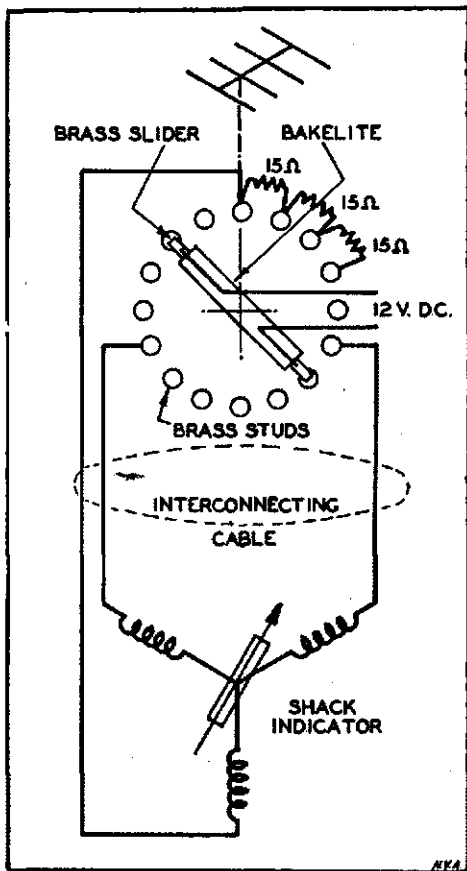 BRASS SLIDER
BAKELITE
15Ω
15Ω
15Ω
12 V. D.C.
BRASS STUDS
INTERCONNECTING
CABLE
SHACK
INDICATOR